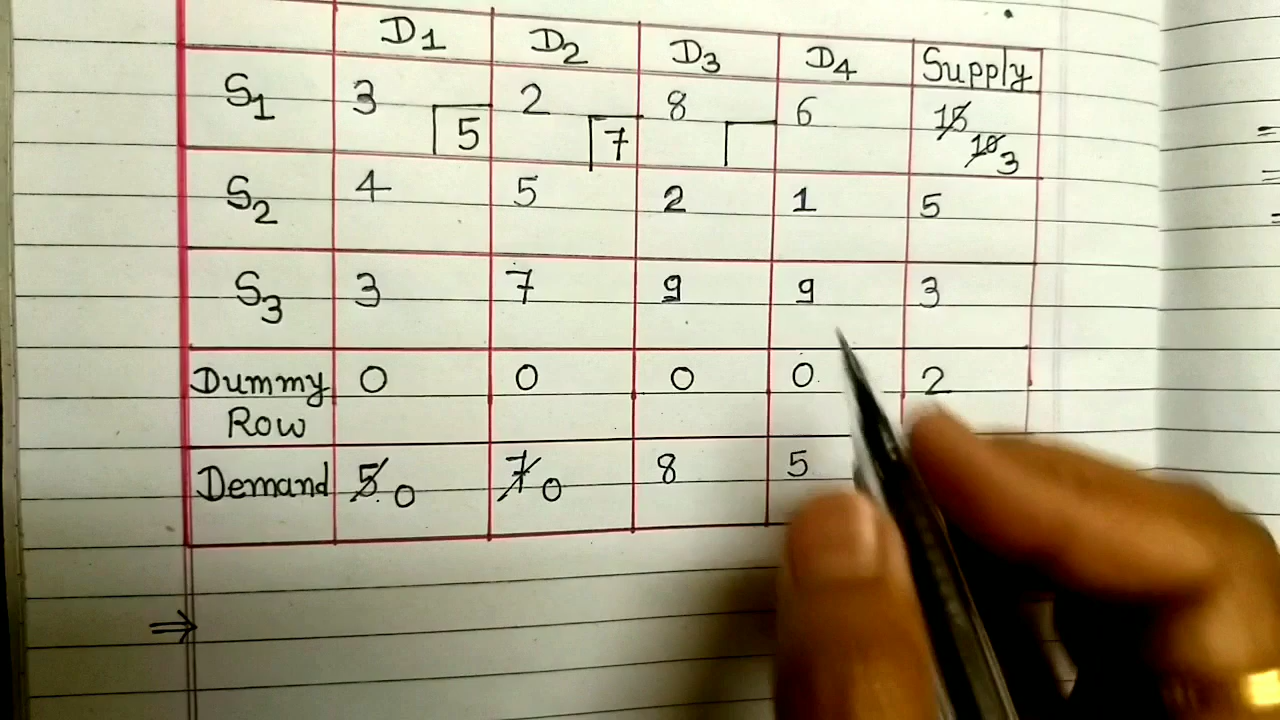 D1 D2 D3 D4 Supply
S1 3 5 2 7 8 6 15 10 3
S2 4 5 2 1 5
S3 3 7 9 9 3
Dummy Row 0 0 0 0 2
Demand 5 0 7 0 8 5
⇒